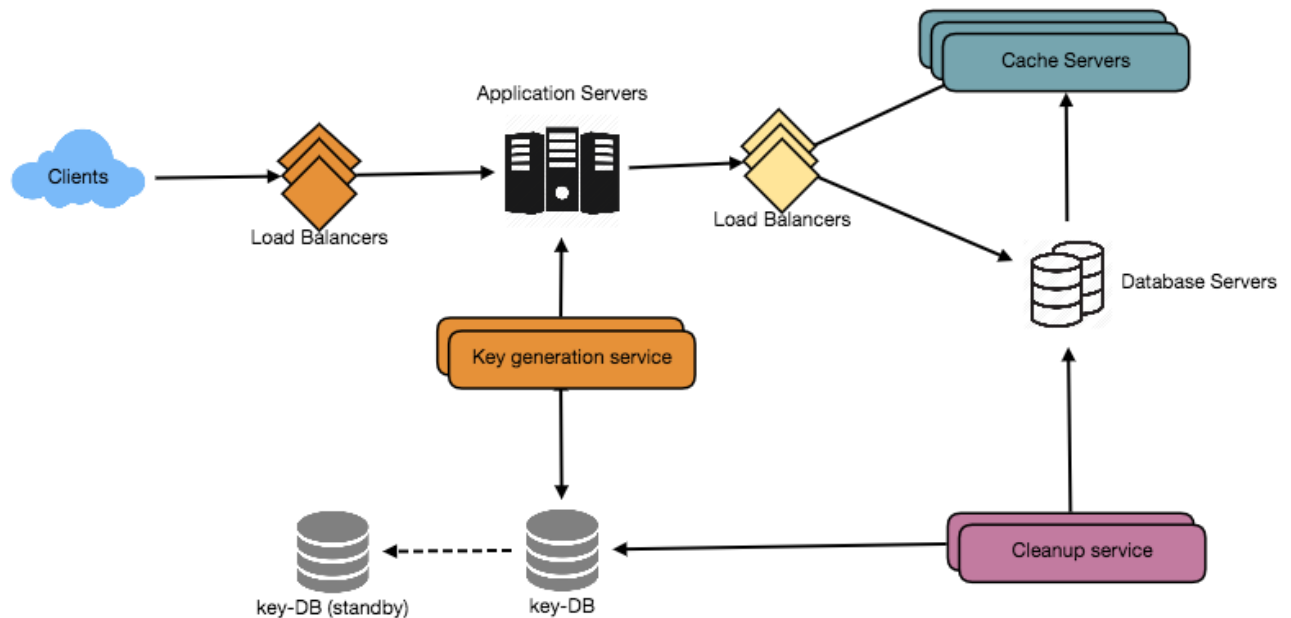 Cache Servers
Application Servers
Clients
Load Balancers
Load Balancers
Database Servers
Key generation service
Cleanup service
key-DB (standby)
key-DB